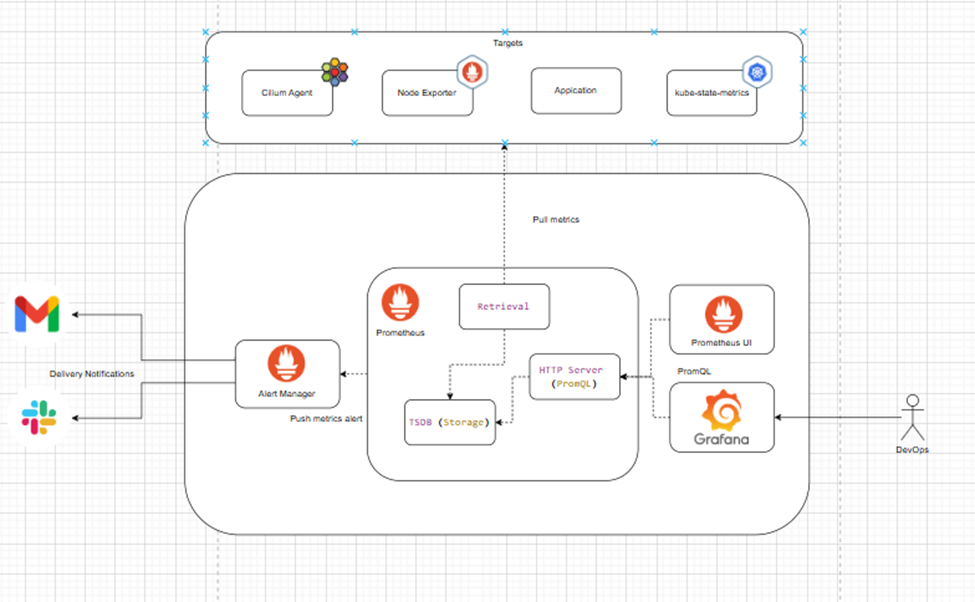 Targets
Cilium Agent
Node Exporter
Appication
kube-state-metrics
Pull metrics
Prometheus
Retrieval
HTTP Server
(PromQL)
TSDB (Storage)
Prometheus UI
PromQL
Grafana
DevOps
Alert Manager
Push metrics alert
Delivery Notifications